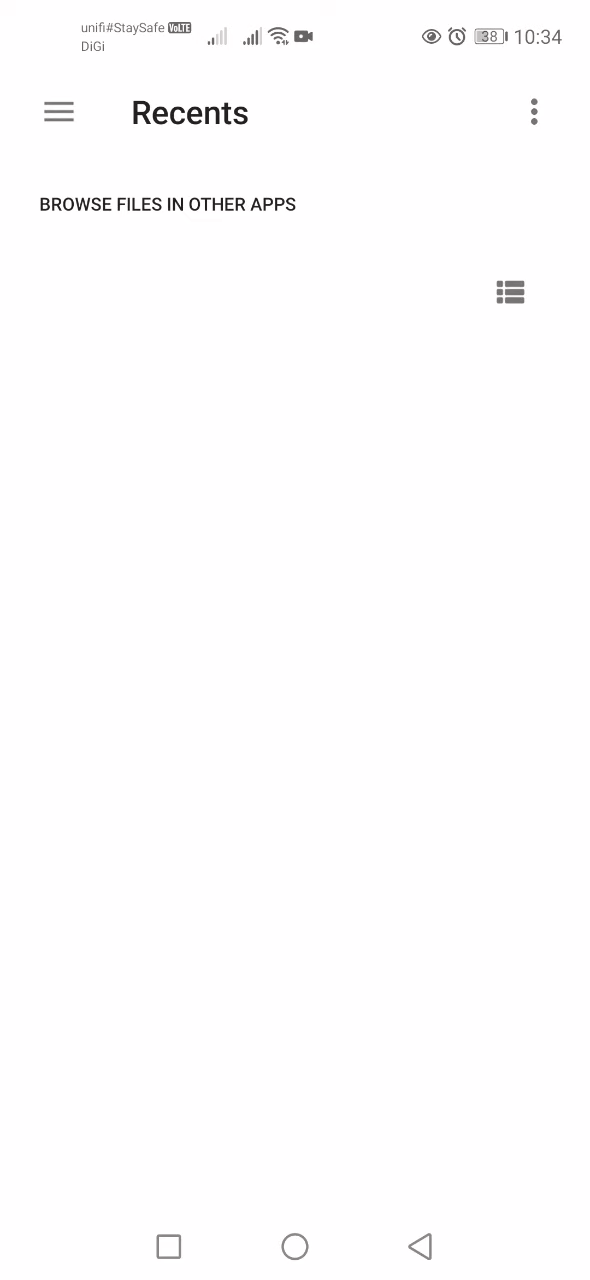 unifi#StaySafe VoLTE
DiGi
38
10:34
Recents
BROWSE FILES IN OTHER APPS